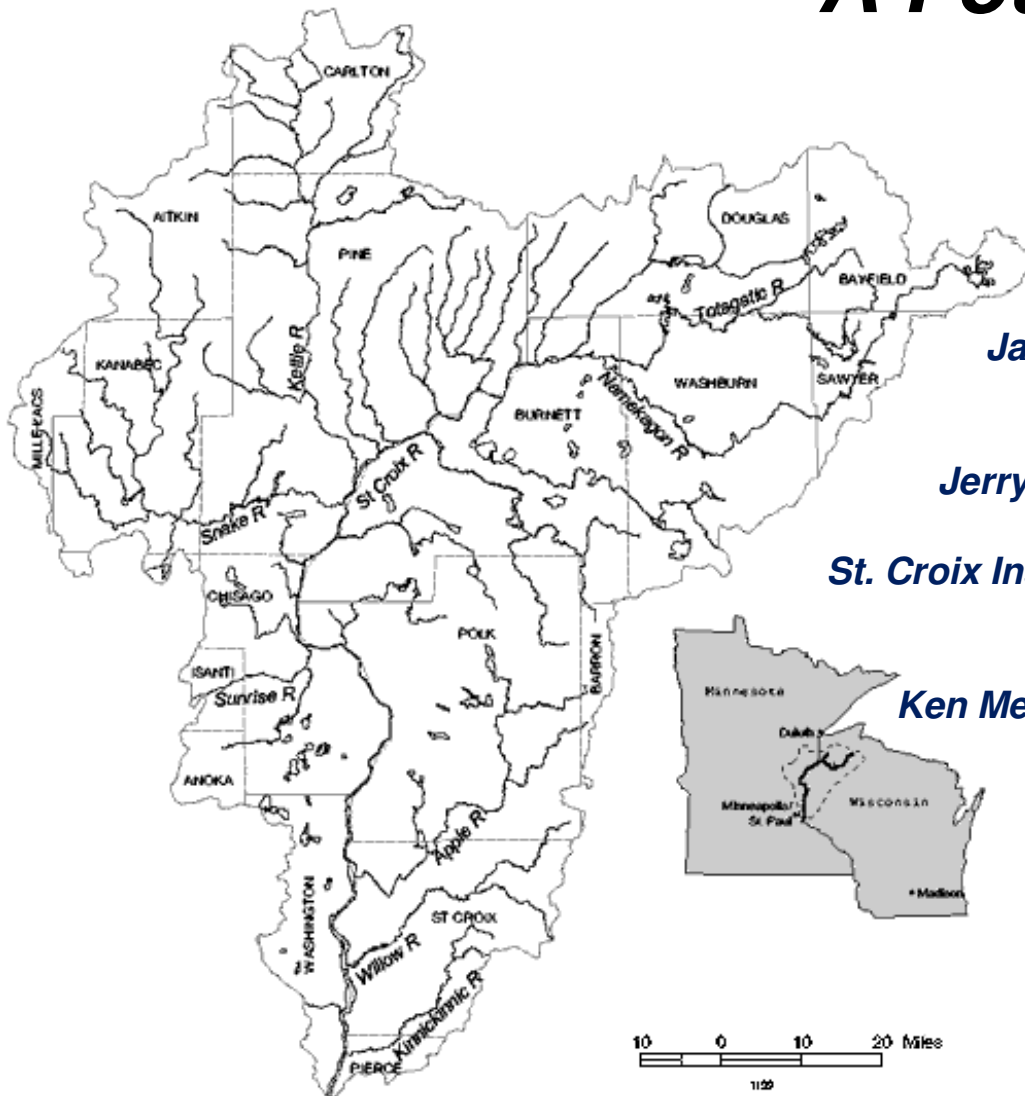 CARLTON
AITKIN
PINE
DOUGLAS
BAYFIELD
Totagatic R
KANABEC
Kettle R
MILLE LACS
BURNETT
Namekagon R
WASHBURN
SAWYER
Ja
St Croix R
Snake R
Jerry
CHISAGO
St. Croix In
POLK
BARRON
ISANTI
Sunrise R
Minnesota
Ken Me
Duluth
ANOKA
Minneapolis/
St. Paul
Wisconsin
Apple R
Madison
WASHINGTON
ST CROIX
Willow R
Kinnickinnic R
PIERCE
10 0 10 20 Miles